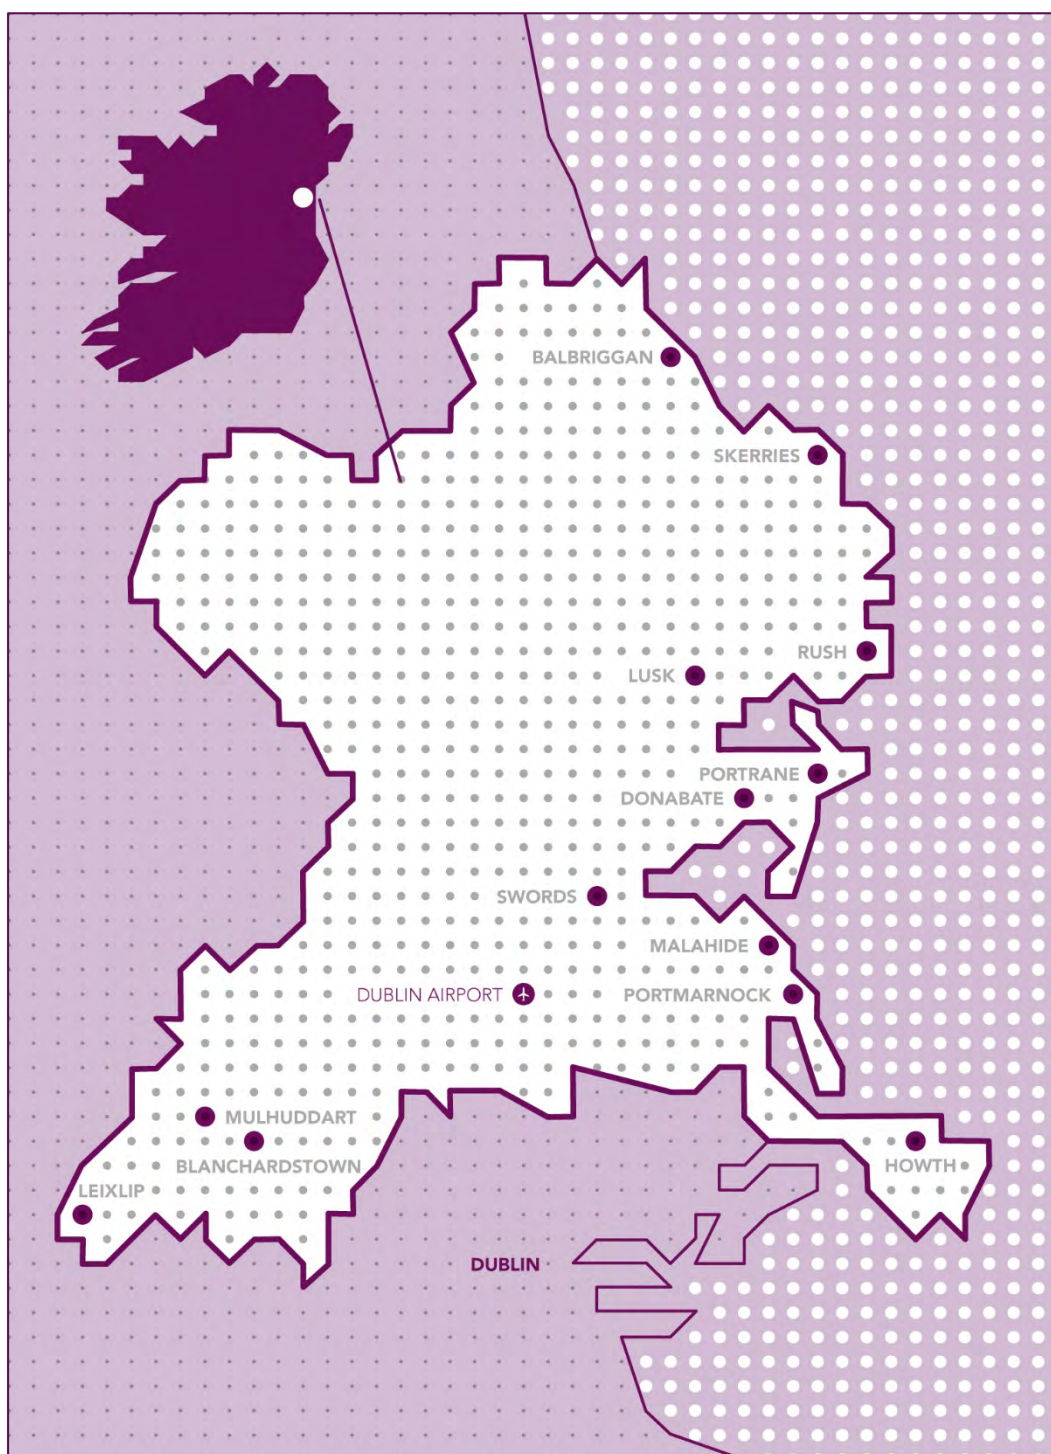 BALBRIGGAN
SKERRIES
RUSH
LUSK
PORTRANE
DONABATE
SWORDS
MALAHIDE
DUBLIN AIRPORT
PORTMARNOCK
MULHUDDART
BLANCHARDSTOWN
HOWTH
LEIXLIP
DUBLIN